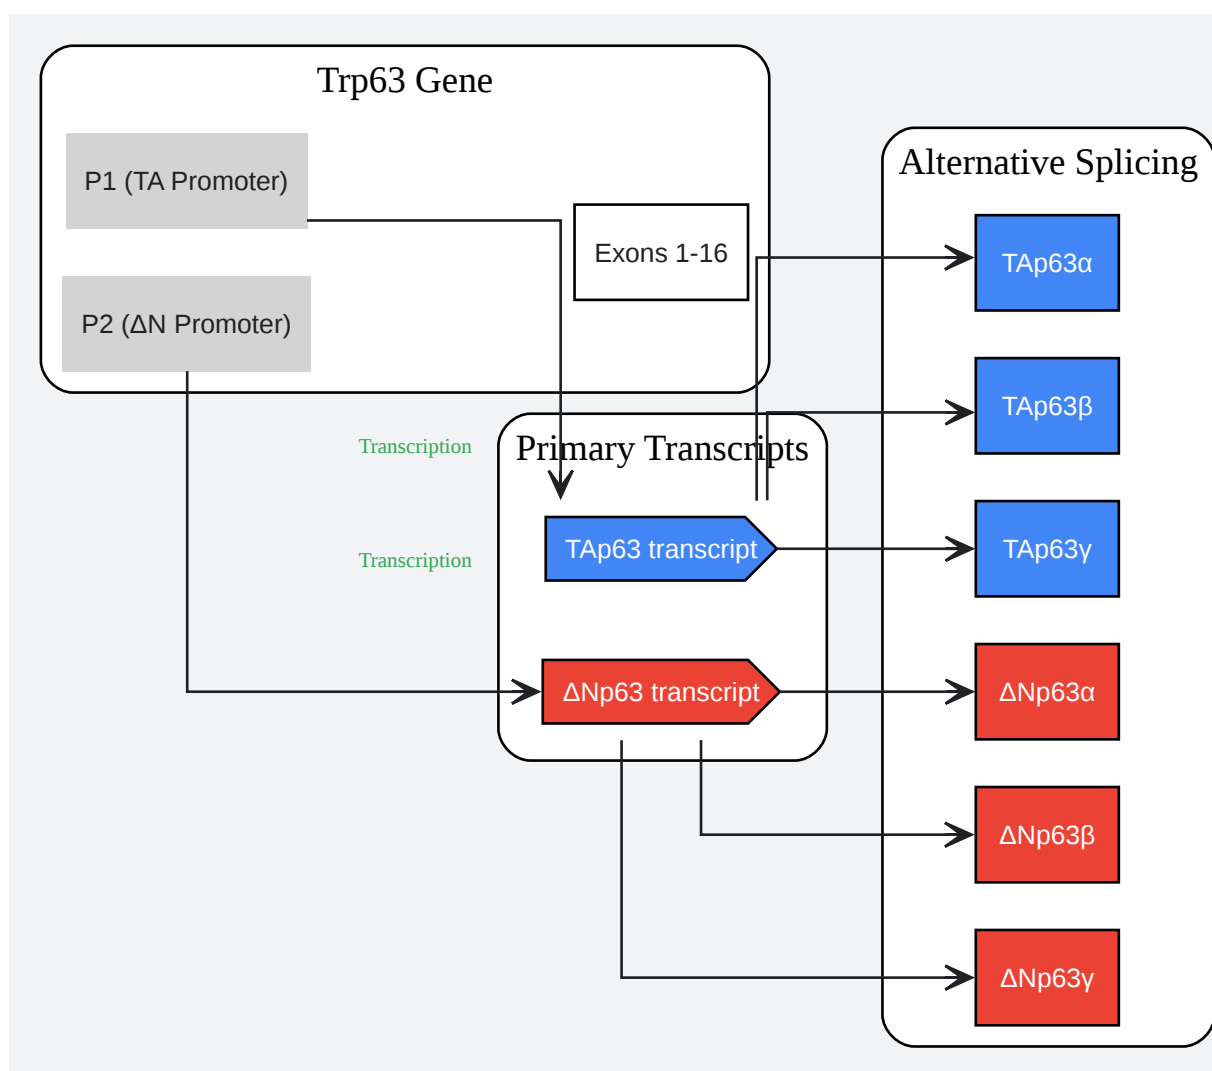 Trp63 Gene
P1 (TA Promoter)
Exons 1-16
P2 (ΔN Promoter)
Transcription
Transcription
Primary Transcripts
TAp63 transcript
ΔNp63 transcript
Alternative Splicing
TAp63α
TAp63β
TAp63γ
ΔNp63α
ΔNp63β
ΔNp63γ